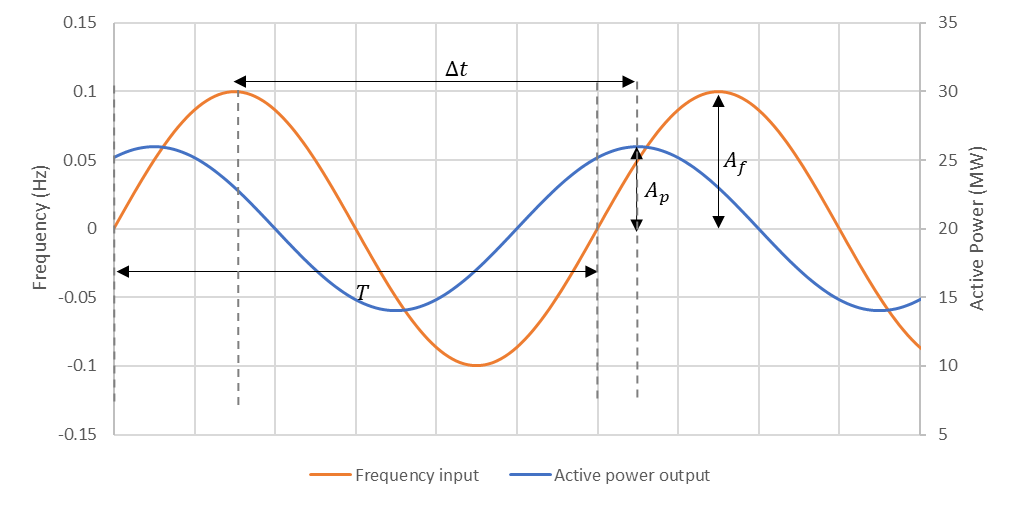 0.15
0.1
0.05
0
-0.05
-0.1
-0.15
Frequency (Hz)
Δt
A_p
A_f
T
35
30
25
20
15
10
5
Active Power (MW)
Frequency input
Active power output